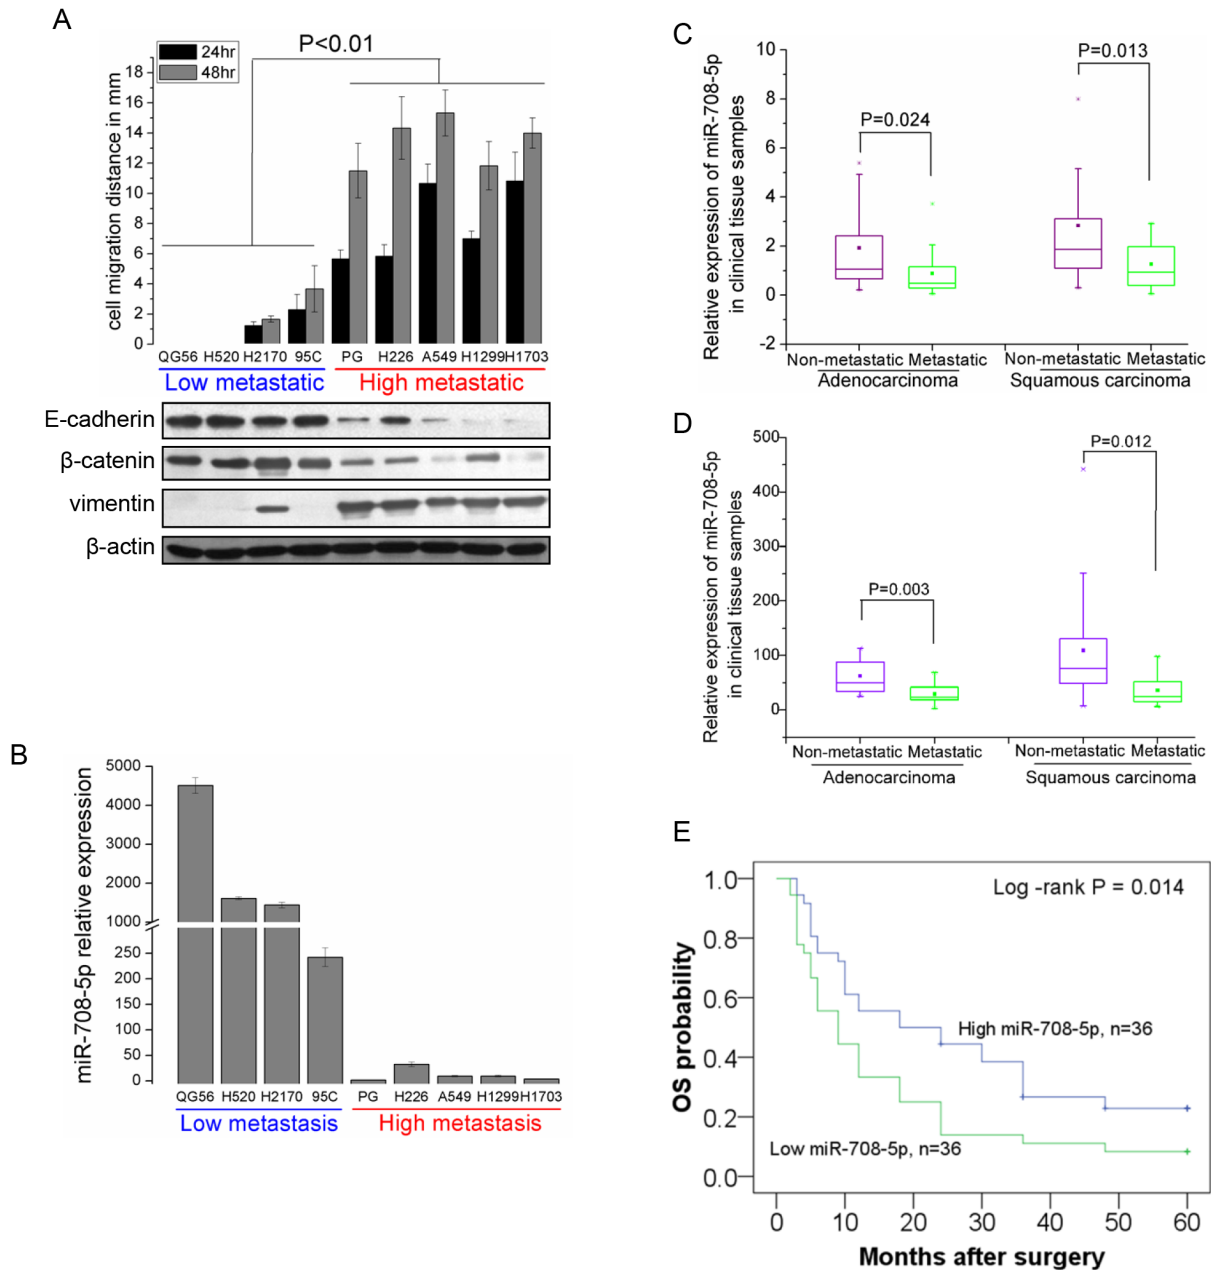 A
P<0.01
24hr
48hr
cell migration distance in mm
18
16
14
12
10
8
6
4
2
0
QG56 H520 H2170 95C PG H226 A549 H1299 H1703
Low metastatic High metastatic
E-cadherin
β-catenin
vimentin
β-actin
B
miR-708-5p relative expression
5000
4000
3000
2000
1000
250
200
150
100
50
0
QG56 H520 H2170 95C PG H226 A549 H1299 H1703
Low metastasis High metastasis
C
Relative expression of miR-708-5p
in clinical tissue samples
10
8
6
4
2
0
-2
P=0.024
P=0.013
Non-metastatic Metastatic Non-metastatic Metastatic
Adenocarcinoma Squamous carcinoma
D
Relative expression of miR-708-5p
in clinical tissue samples
500
400
300
200
100
0
P=0.003
P=0.012
Non-metastatic Metastatic Non-metastatic Metastatic
Adenocarcinoma Squamous carcinoma
E
OS probability
1.0
0.8
0.6
0.4
0.2
0.0
Log -rank P = 0.014
High miR-708-5p, n=36
Low miR-708-5p, n=36
0 10 20 30 40 50 60
Months after surgery